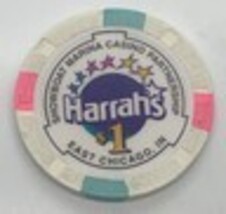 SHOWBOAT MARINA CASINO PARTNERSHIP
Harrah's
$1
EAST CHICAGO, IN